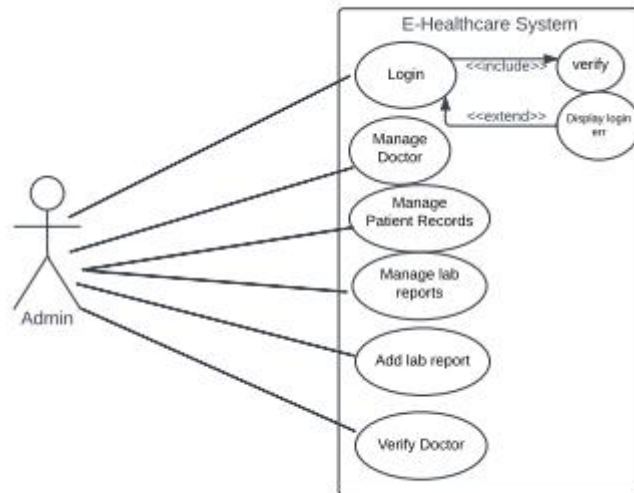 E-Healthcare System
Login
<<include>>
verify
<<extend>>
Display login
err
Manage
Doctor
Manage
Patient Records
Manage lab
reports
Admin
Add lab report
Verify Doctor